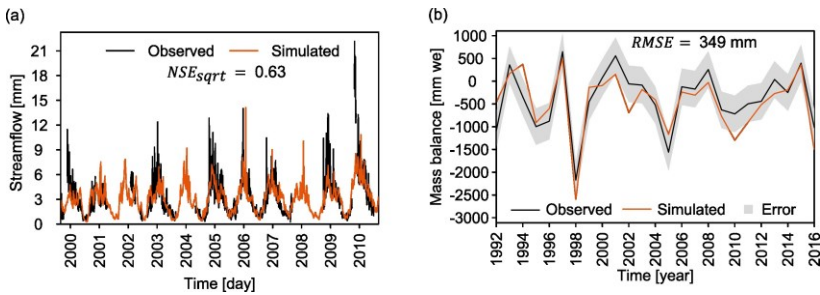 (a)
Streamflow [mm]
21
18
15
12
9
6
3
0
Observed Simulated
NSE_sqrt = 0.63
2000 2001 2002 2003 2004 2005 2006 2007 2008 2009 2010
Time [day]
(b)
Mass balance [mm we]
1000
500
0
-500
-1000
-1500
-2000
-2500
-3000
RMSE = 349 mm
Observed Simulated Error
1992 1994 1996 1998 2000 2002 2004 2006 2008 2010 2012 2014 2016
Time [year]